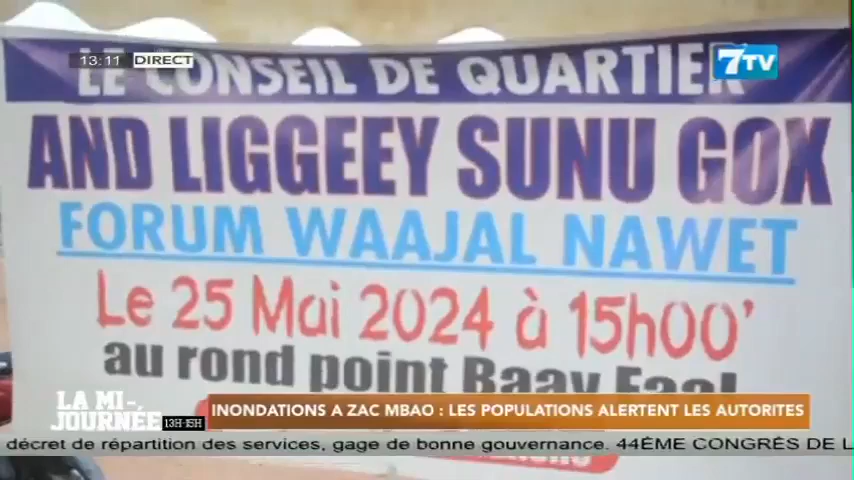 13:11 DIRECT
7TV
LE CONSEIL DE QUARTIER
AND LIGGEEY SUNU GOX
FORUM WAAJAL NAWET
Le 25 Mai 2024 à 15h00'
au rond point Baay Faal
LA MI-
JOURNÉE 13H-15H
INONDATIONS A ZAC MBAO : LES POPULATIONS ALERTENT LES AUTORITES
décret de répartition des services, gage de bonne gouvernance. 44ÈME CONGRÈS DE L